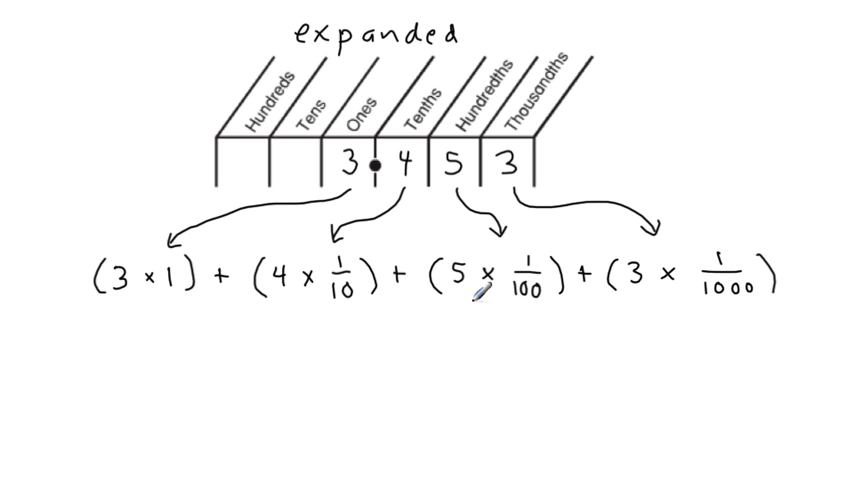 expanded
Hundreds Tens Ones Tenths Hundredths Thousandths
3 . 4 5 3
(3 × 1) + (4 × 1/10) + (5 × 1/100) + (3 × 1/1000)